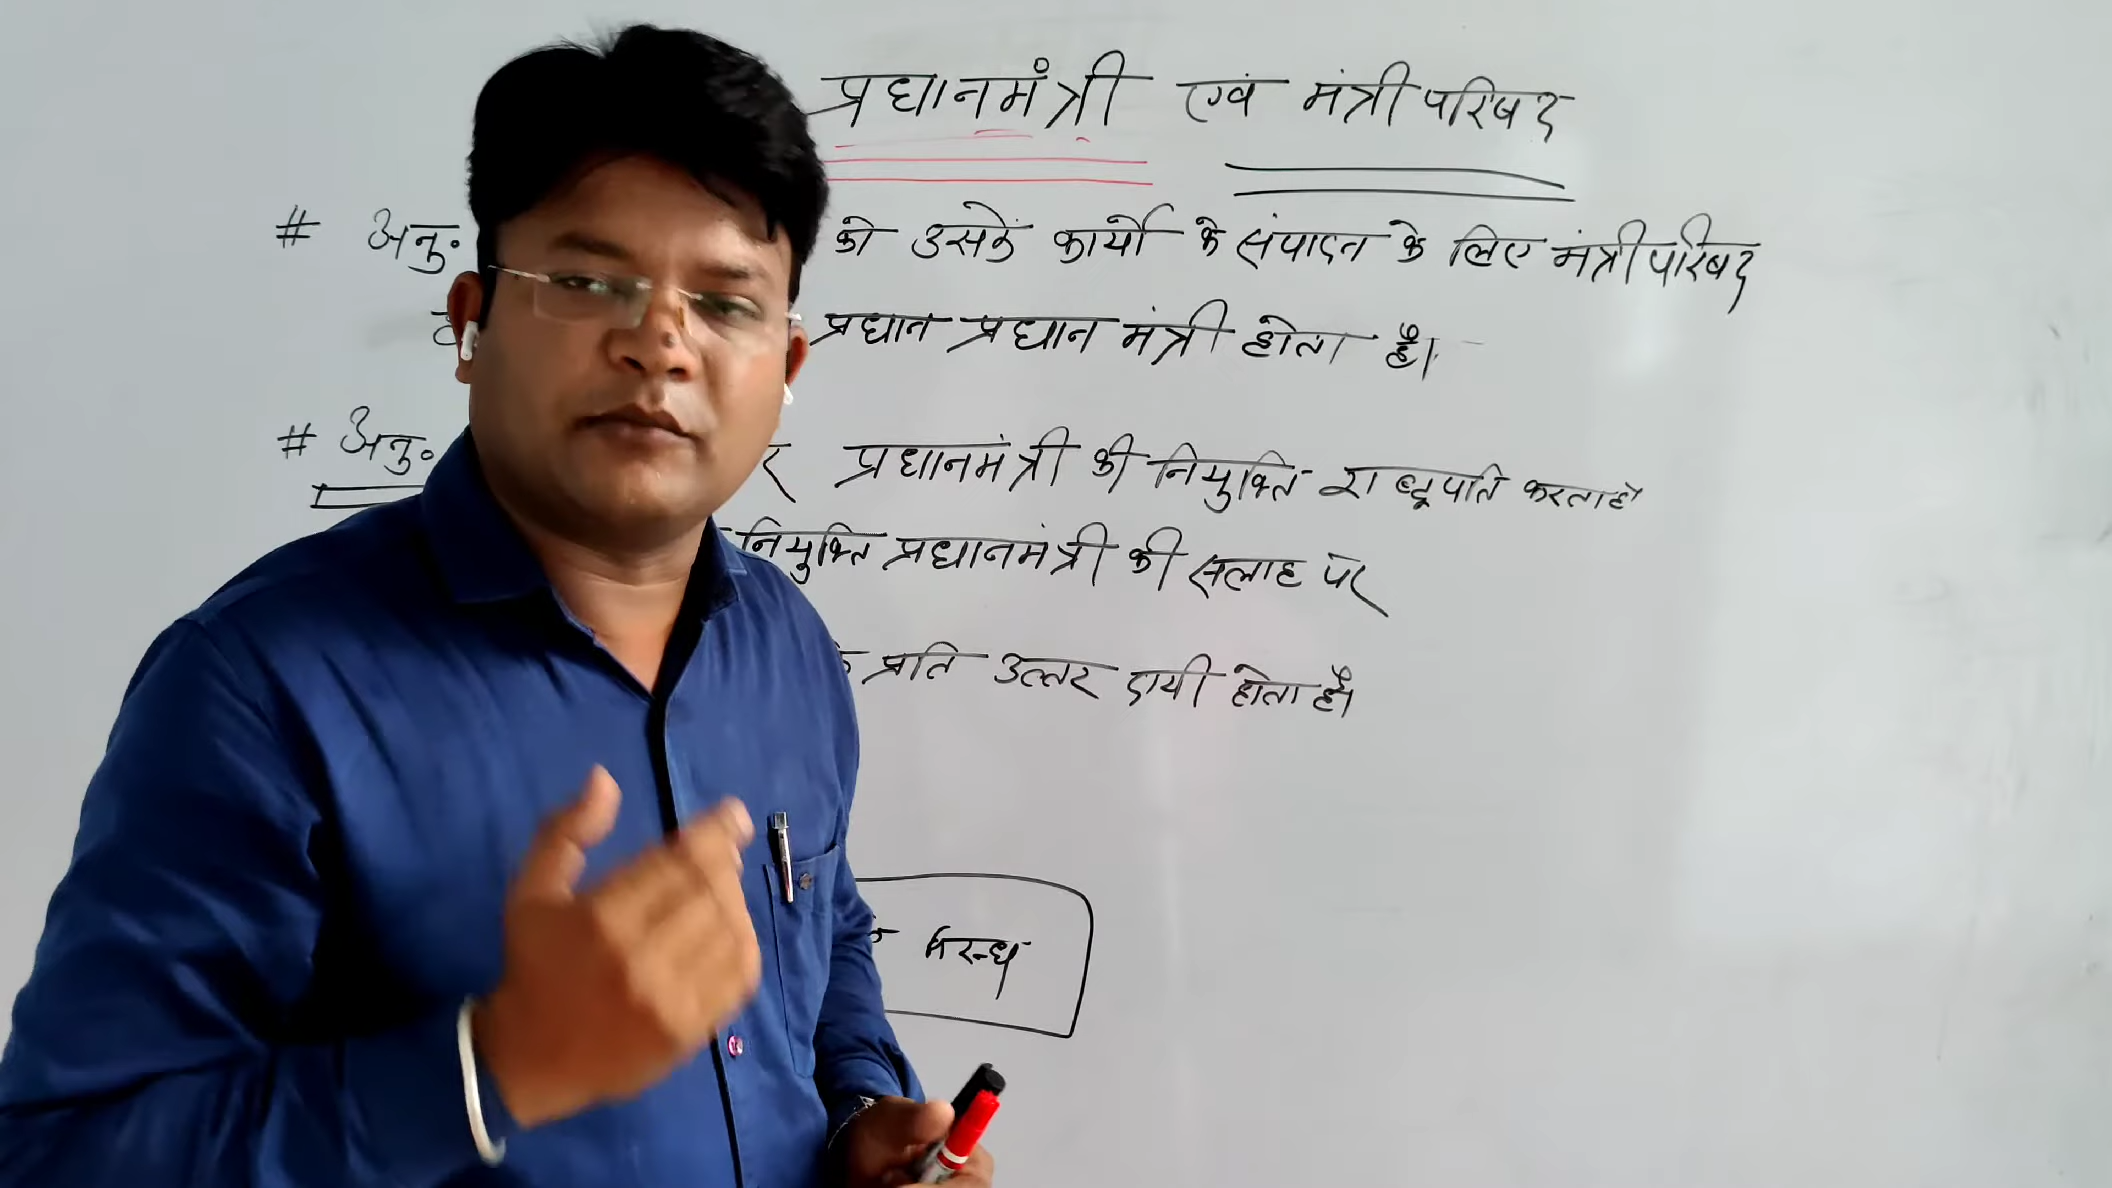 प्रधानमंत्री एवं मंत्रीपरिषद
# अनु॰ को उसके कार्यो के संपादन के लिए मंत्रीपरिषद
प्रधान प्रधान मंत्री होता है।
# अनु॰ प्रधानमंत्री की नियुक्ति राष्ट्रपति करता है
नियुक्ति प्रधानमंत्री की सलाह पर
के प्रति उत्तर दायी होता है।